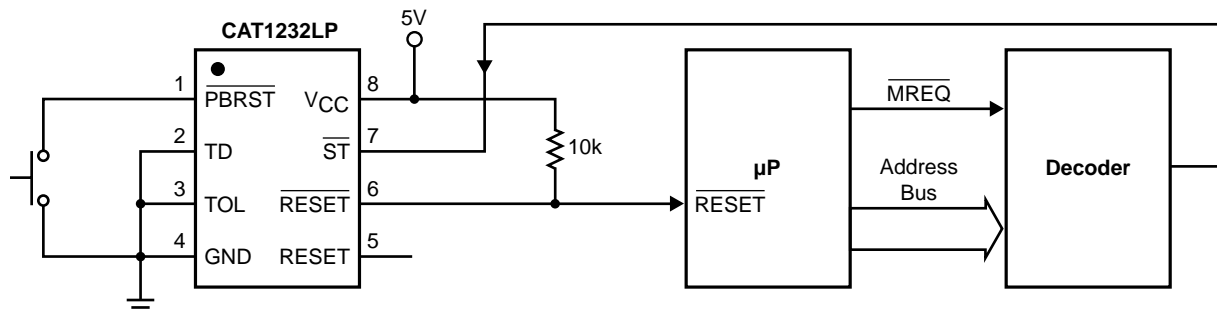 CAT1232LP
5V
1
PBRST
2
TD
3
TOL
4
GND
8
VCC
7
ST
6
RESET
5
RESET
10k
µP
RESET
MREQ
Address
Bus
Decoder